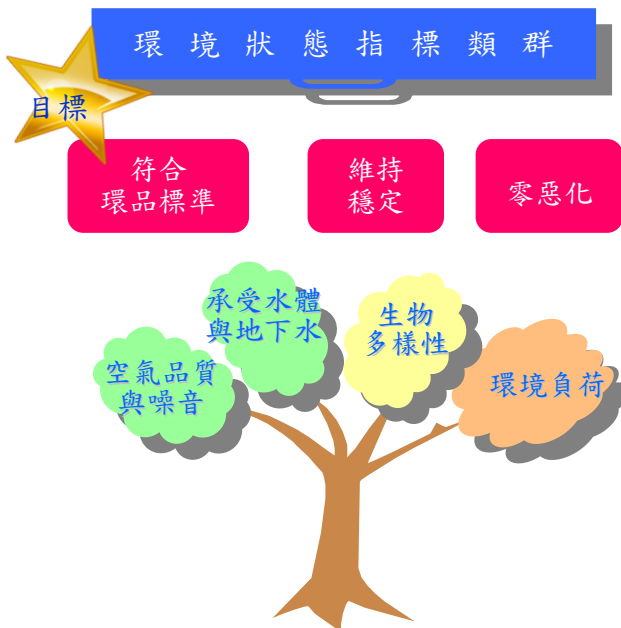 環境狀態指標類群
目標
符合
環品標準
維持
穩定
零惡化
承受水體
與地下水
生物
多樣性
空氣品質
與噪音
環境負荷